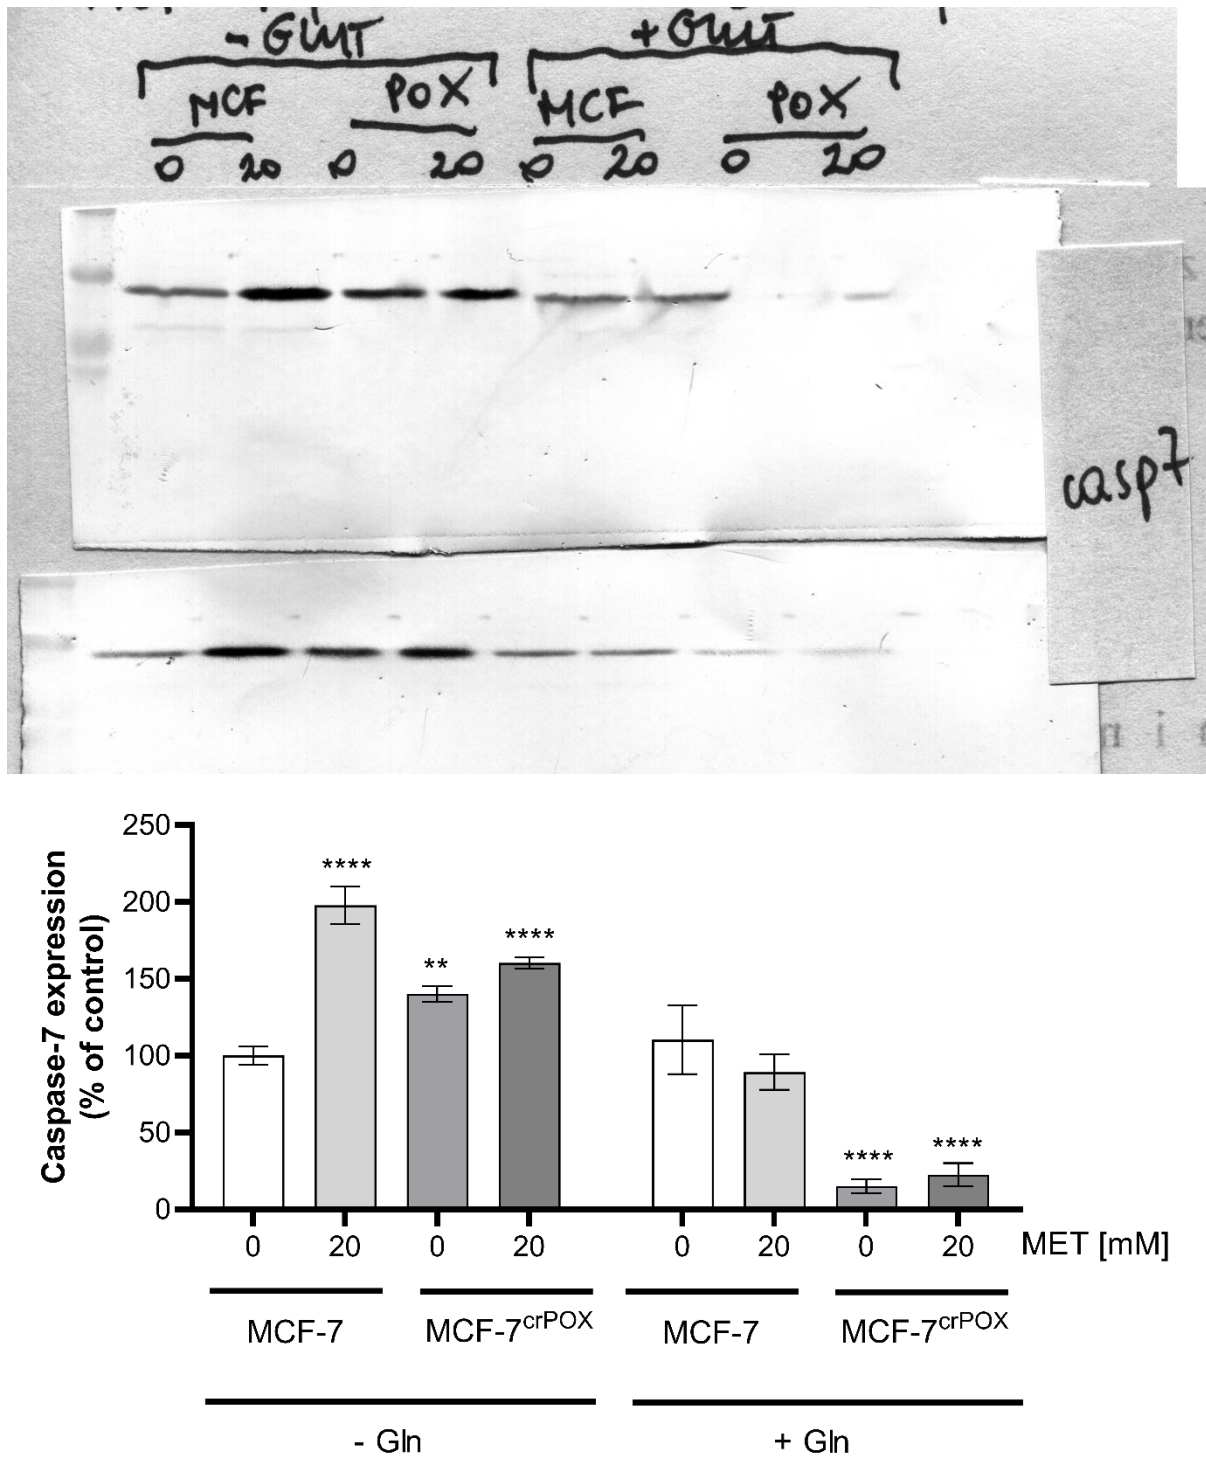 - GLUT + GLUT
MCF POX MCF POX
0 20 0 20 0 20 0 20
casp7
i n
Caspase-7 expression
(% of control)
250
200
150
100
50
0
**** ** **** **** ****
0 20 0 20 0 20 0 20 MET [mM]
MCF-7 MCF-7crPOX MCF-7 MCF-7crPOX
- Gln + Gln